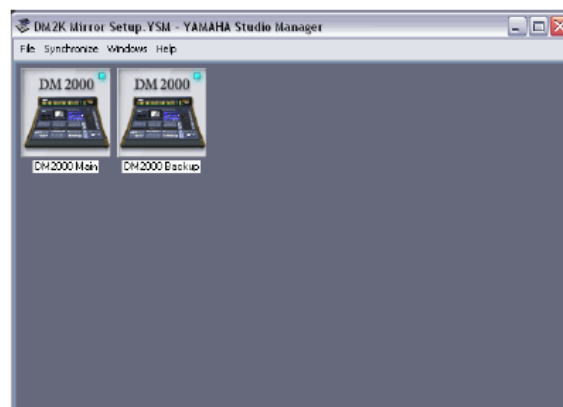 DM2K Mirror Setup.YSM - YAMAHA Studio Manager
File Synchronize Windows Help
DM 2000 DM 2000
DM2000 Main DM2000 Backup